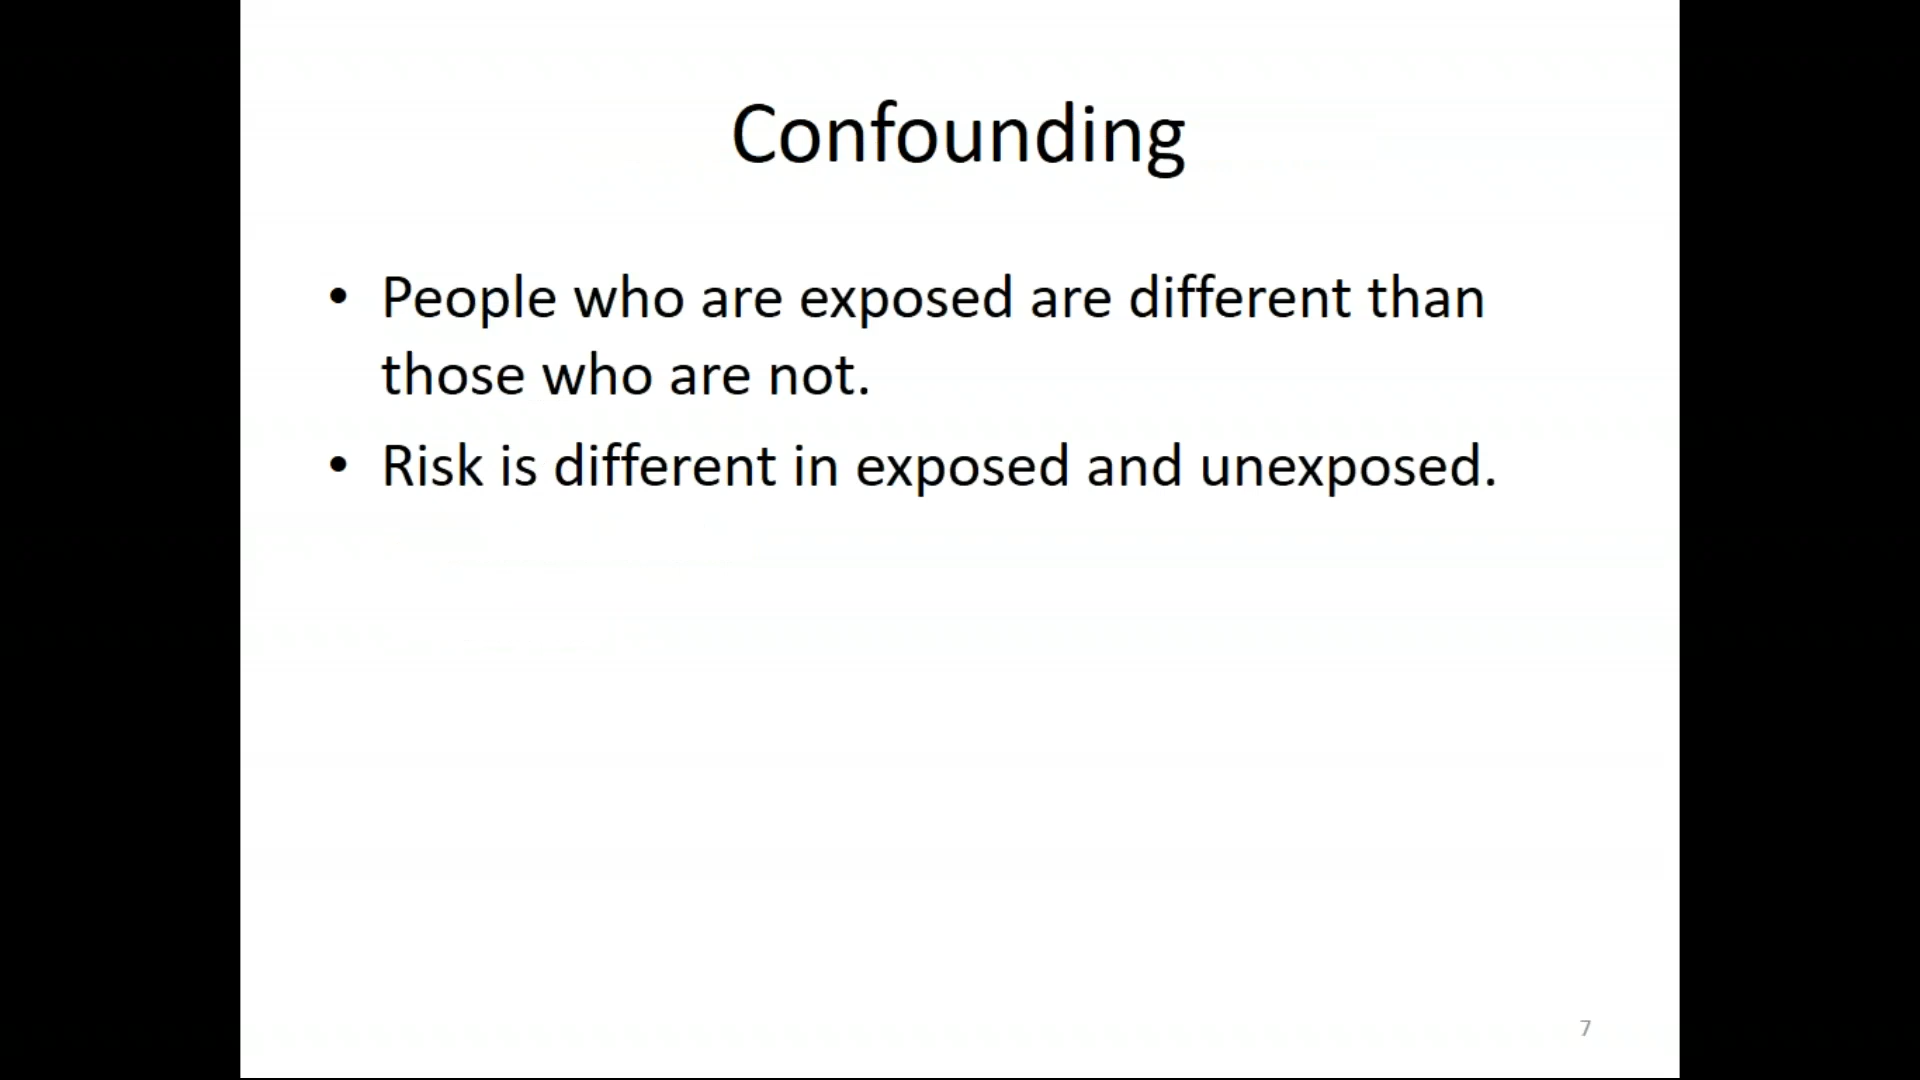 Confounding
• People who are exposed are different than
those who are not.
• Risk is different in exposed and unexposed.
7